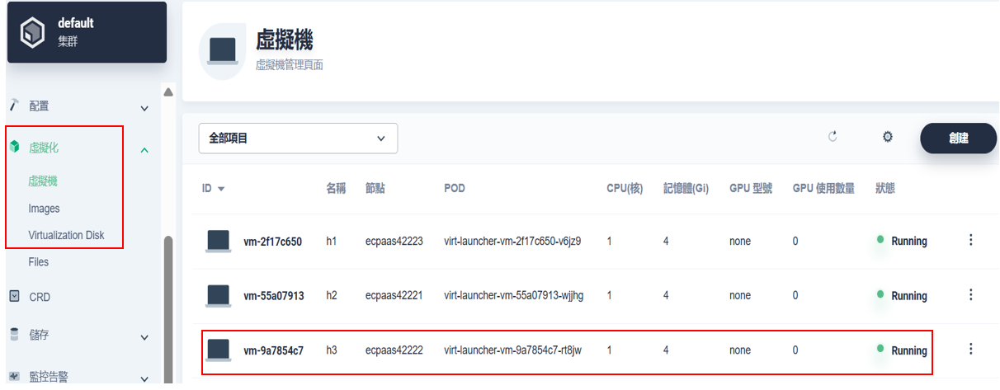 default
集群
配置
虛擬化
虛擬機
Images
Virtualization Disk
Files
CRD
儲存
監控告警
虛擬機
虛擬機管理頁面
全部項目
創建
ID 名稱 節點 POD CPU(核) 記憶體(Gi) GPU 型號 GPU 使用數量 狀態
vm-2f17c650 h1 ecpaas42223 virt-launcher-vm-2f17c650-v6jz9 1 4 none 0 Running
vm-55a07913 h2 ecpaas42221 virt-launcher-vm-55a07913-wjjhg 1 4 none 0 Running
vm-9a7854c7 h3 ecpaas42222 virt-launcher-vm-9a7854c7-rt8jw 1 4 none 0 Running